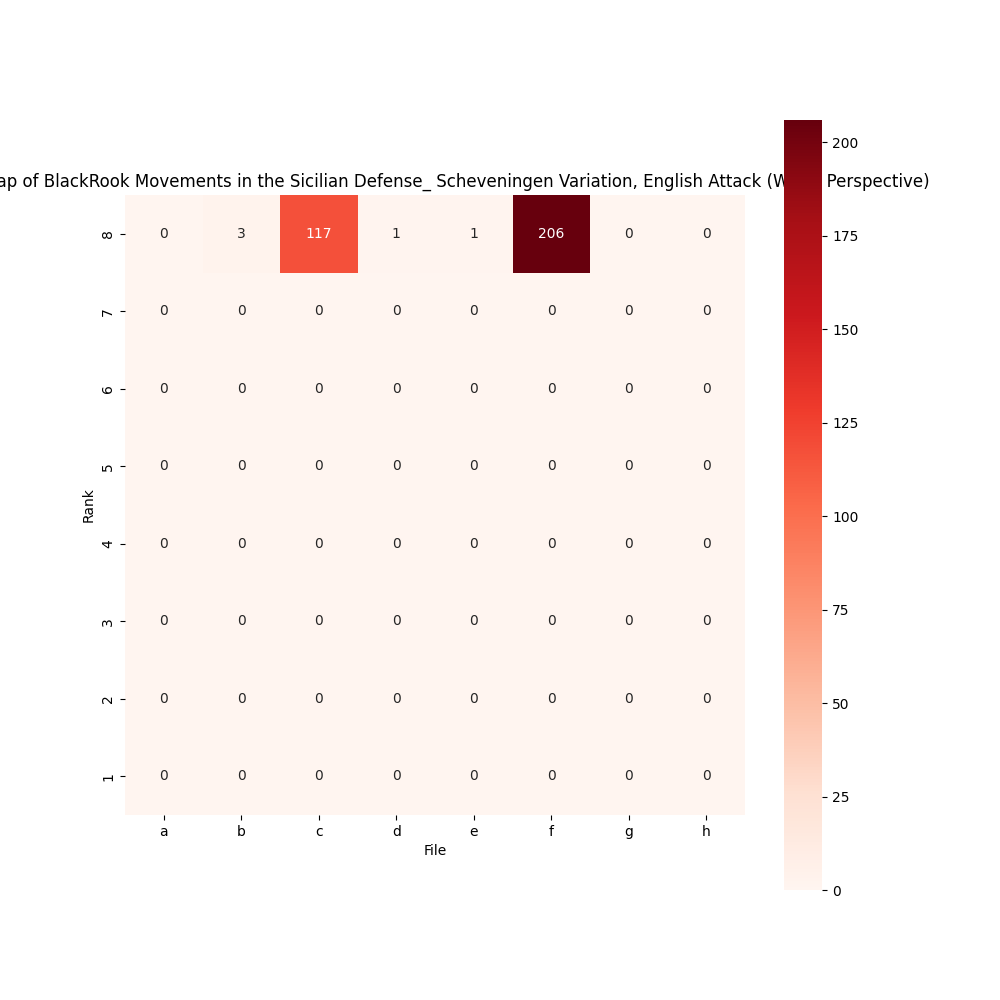 ap of BlackRook Movements in the Sicilian Defense_ Scheveningen Variation, English Attack (W Perspective)
8 0 3 117 1 1 206 0 0
7 0 0 0 0 0 0 0 0
6 0 0 0 0 0 0 0 0
5 0 0 0 0 0 0 0 0
4 0 0 0 0 0 0 0 0
3 0 0 0 0 0 0 0 0
2 0 0 0 0 0 0 0 0
1 0 0 0 0 0 0 0 0
Rank
a b c d e f g h
File
200
175
150
125
100
75
50
25
0